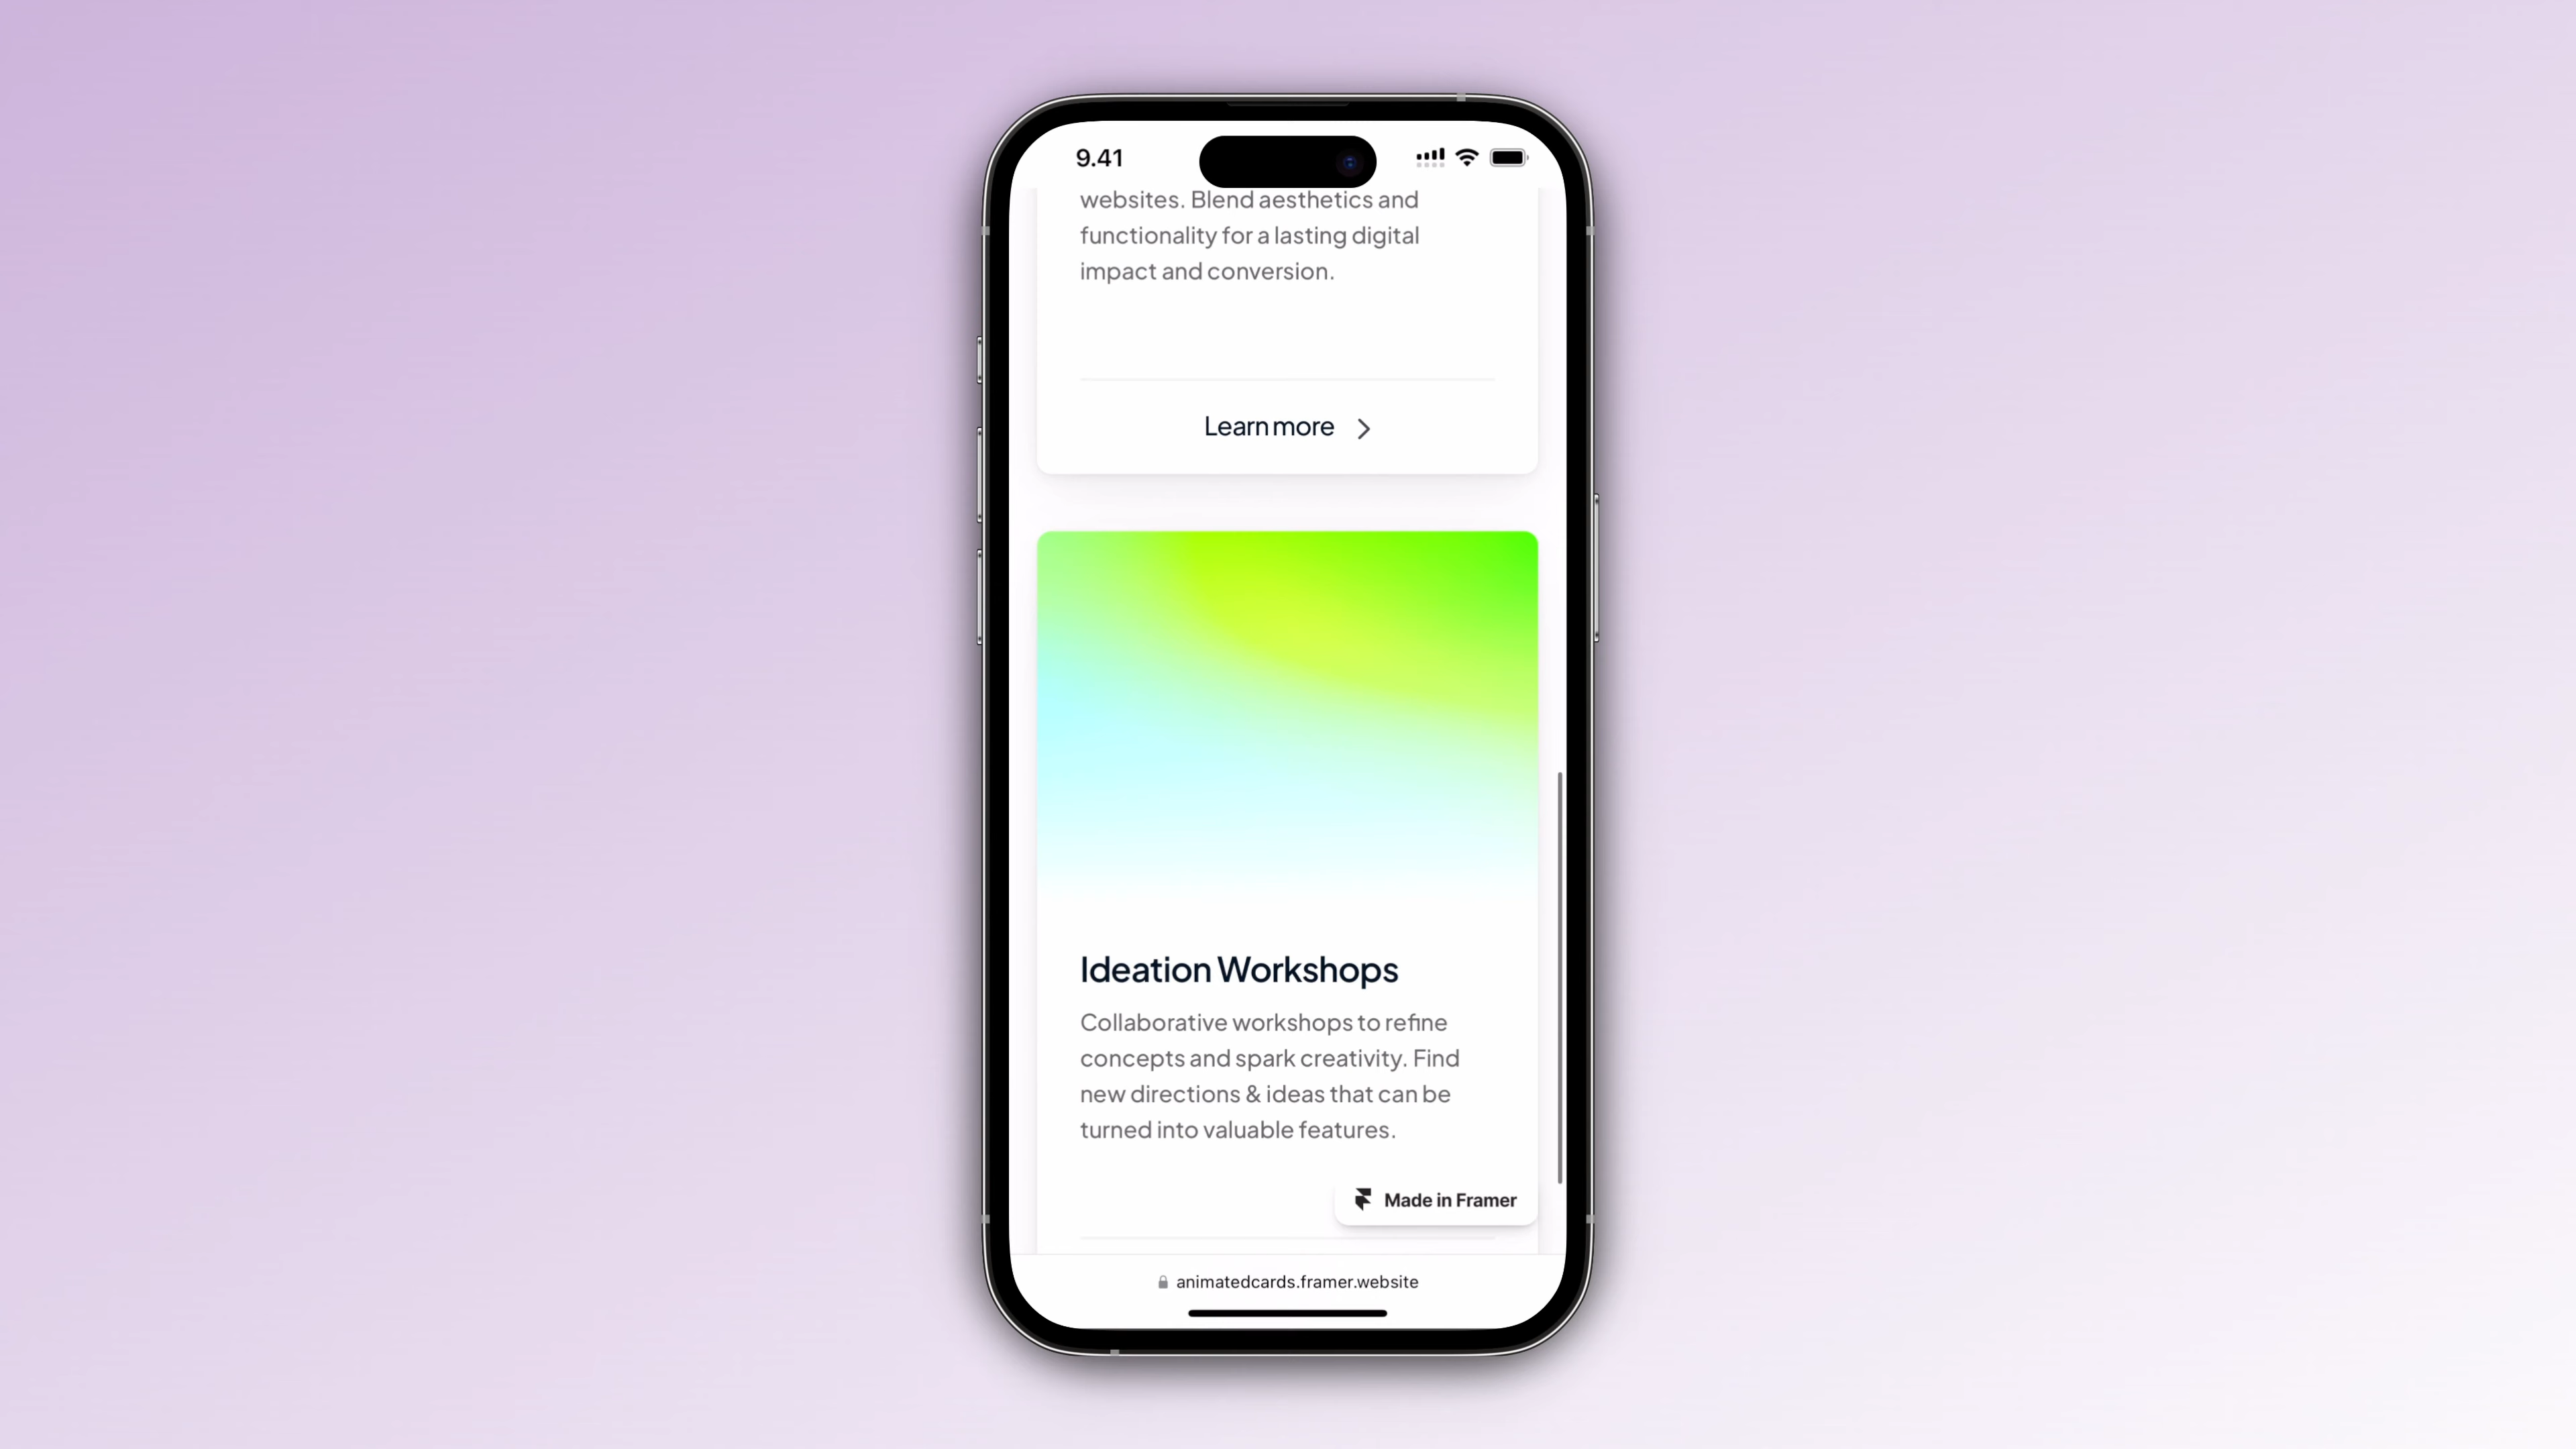 9.41
websites. Blend aesthetics and
functionality for a lasting digital
impact and conversion.
Learn more
Ideation Workshops
Collaborative workshops to refine
concepts and spark creativity. Find
new directions & ideas that can be
turned into valuable features.
Made in Framer
animatedcards.framer.website